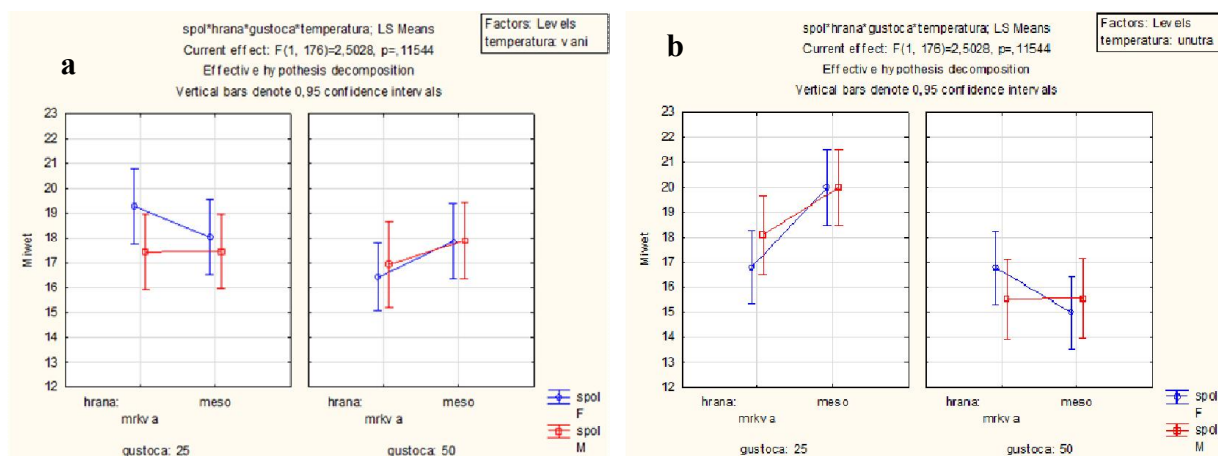 a
spol*hrana*gustoca*temperatura; LS Means
Current effect: F(1, 176)=2,5028, p=,11544
Effective hypothesis decomposition
Vertical bars denote 0,95 confidence intervals
Factors: Levels
temperatura: vani
Miwet
23
22
21
20
19
18
17
16
15
14
13
12
hrana:
mrkva
meso
gustoca: 25
hrana:
mrkva
meso
gustoca: 50
spol
F
spol
M
b
spol*hrana*gustoca*temperatura; LS Means
Current effect: F(1, 176)=2,5028, p=,11544
Effective hypothesis decomposition
Vertical bars denote 0,95 confidence intervals
Factors: Levels
temperatura: unutra
Miwet
23
22
21
20
19
18
17
16
15
14
13
12
hrana:
mrkva
meso
gustoca: 25
hrana:
mrkva
meso
gustoca: 50
spol
F
spol
M